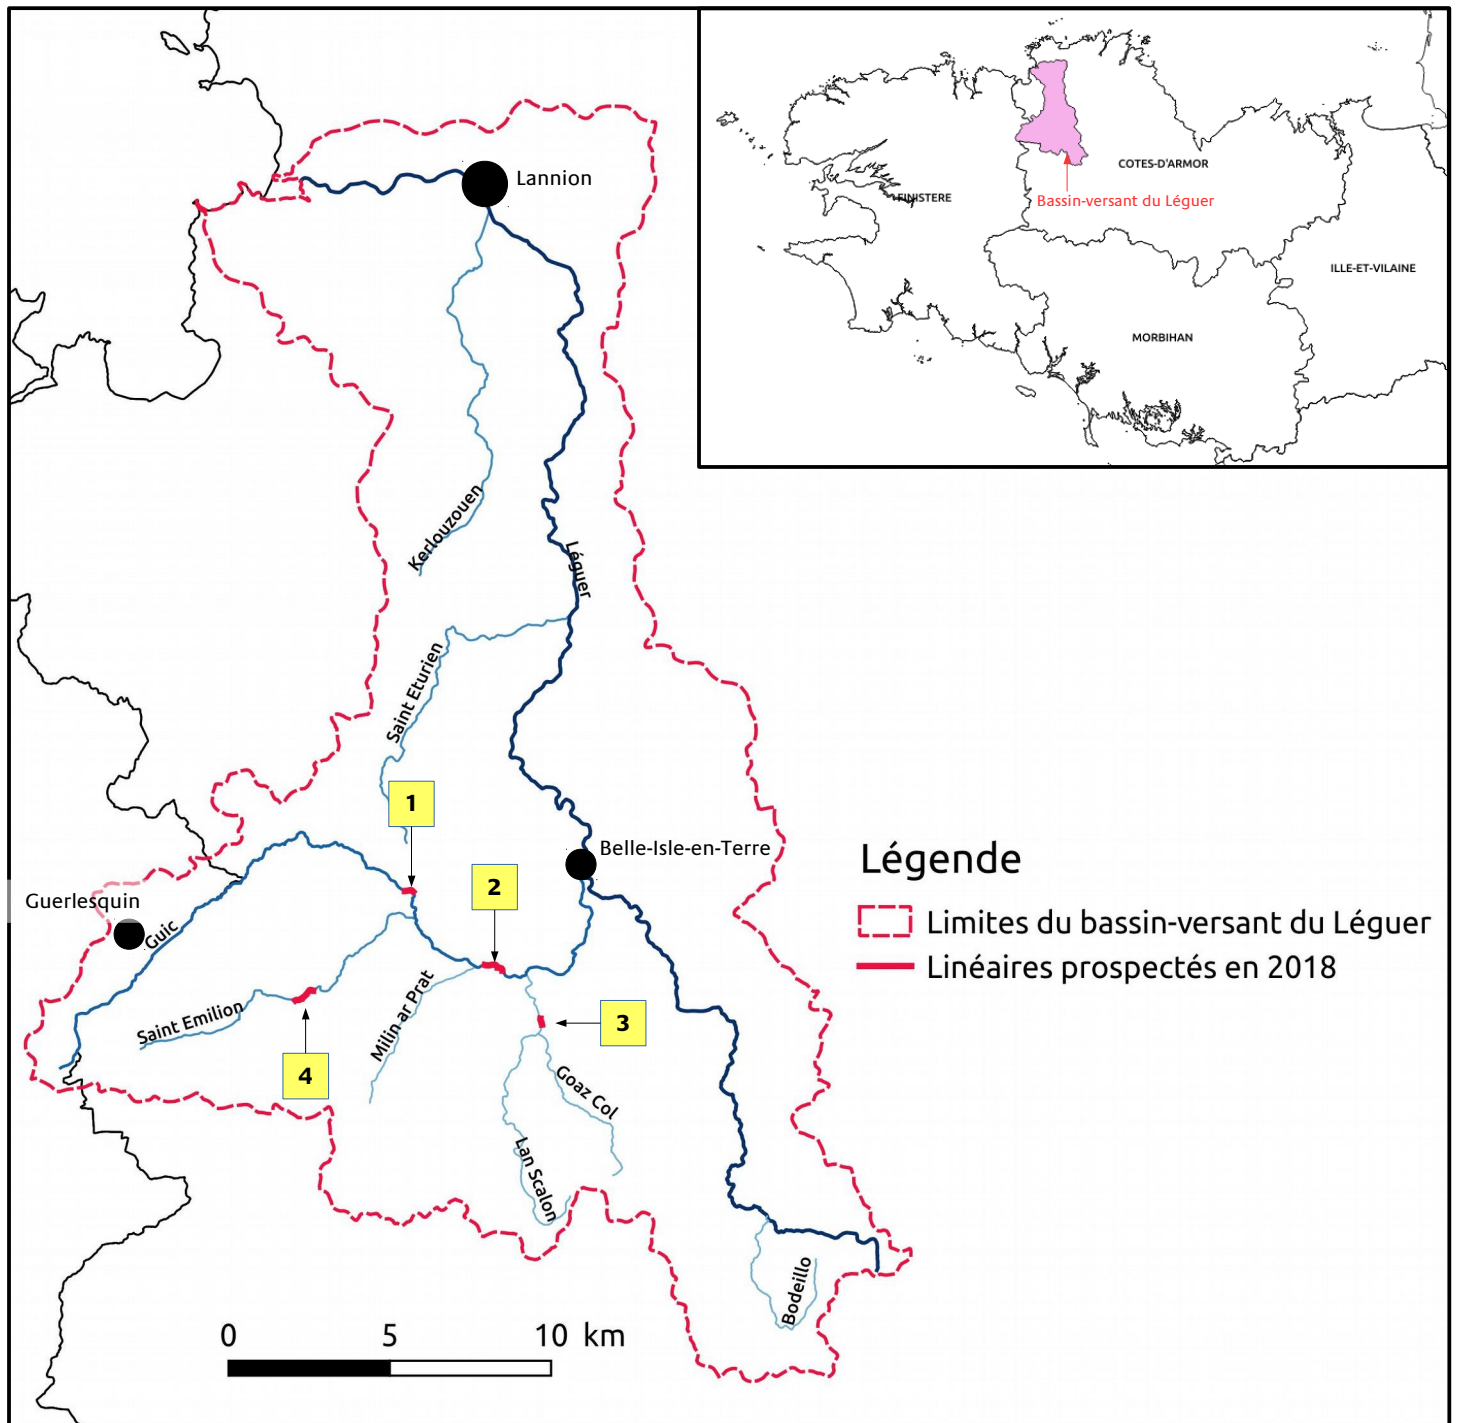 COTES-D'ARMOR
FINISTERE
Bassin-versant du Léguer
ILLE-ET-VILAINE
MORBIHAN
Lannion
Kerlouzouen
Léguer
Saint Eturien
1
Belle-Isle-en-Terre
2
Guerlesquin
Guic
Saint Emilion
Milin ar Prat
3
4
Goaz Col
Lan Scalon
Bodeillo
Légende
Limites du bassin-versant du Léguer
Linéaires prospectés en 2018
0 5 10 km